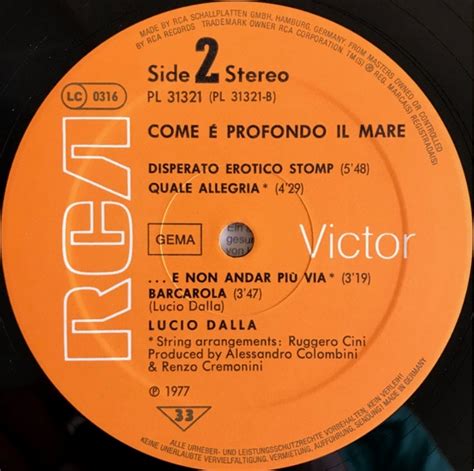 MADE BY RCA SCHALLPLATTEN GMBH, HAMBURG, GERMANY, FROM MASTERS OWNED OR CONTROLLED
BY RCA RECORDS TRADEMARK OWNER RCA CORPORATION. TM(S) ® REG. MARCA(S) REGISTRADA(S)
Side 2 Stereo
PL 31321 (PL 31321-B)
LC 0316
COME É PROFONDO IL MARE
DISPERATO EROTICO STOMP (5'48)
QUALE ALLEGRIA* (4'29)
RCA
GEMA
Victor
. . . E NON ANDAR PIÙ VIA* (3'19)
BARCAROLA (3'47)
(Lucio Dalla)
LUCIO DALLA
*String arrangements: Ruggero Cini
Produced by Alessandro Colombini
& Renzo Cremonini
℗ 1977
33
ALLE URHEBER- UND LEISTUNGSSCHUTZRECHTE VORBEHALTEN. KEIN VERLEIH!
KEINE UNERLAUBTE VERVIELFÄLTIGUNG, VERMIETUNG, AUFFÜHRUNG, SENDUNG! MADE IN GERMANY